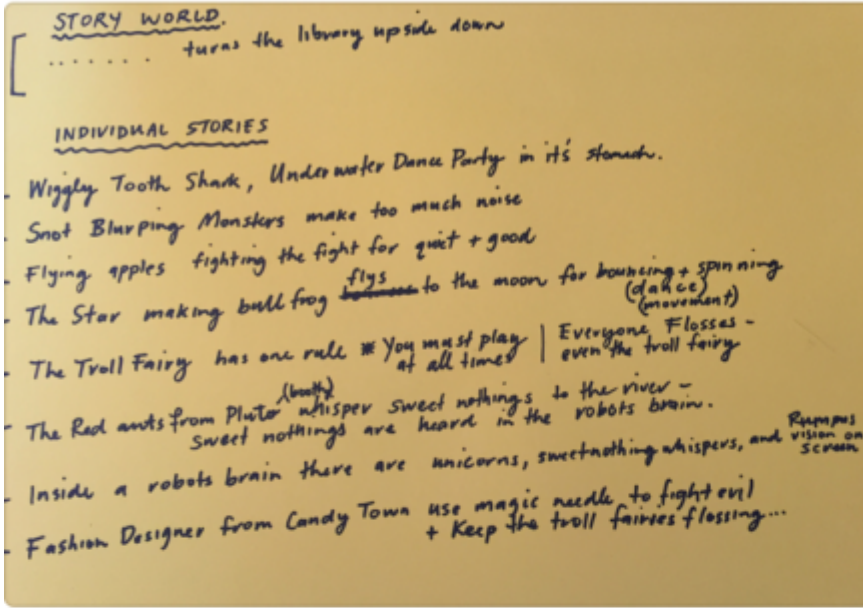 STORY WORLD.
....... turns the library upside down
INDIVIDUAL STORIES
- Wiggly Tooth Shark, Underwater Dance Party in it's stomach.
- Snot Blurping Monsters make too much noise
- Flying apples fighting the fight for quiet + good
- The Star making bullfrog flys to the moon for bouncing + spinning
(dance)
(movement)
- The Troll Fairy has one rule * You must play | Everyone Flosses -
at all times | even the troll fairy
- The Red ants from Pluto whisper sweet nothings to the river -
sweet nothings are heard in the robots brain.
- Inside a robots brain there are unicorns, sweetnothing whispers, and Rumpus
vision on
screen
- Fashion Designer from Candy Town use magic needle to fight evil
+ Keep the troll fairies flossing...